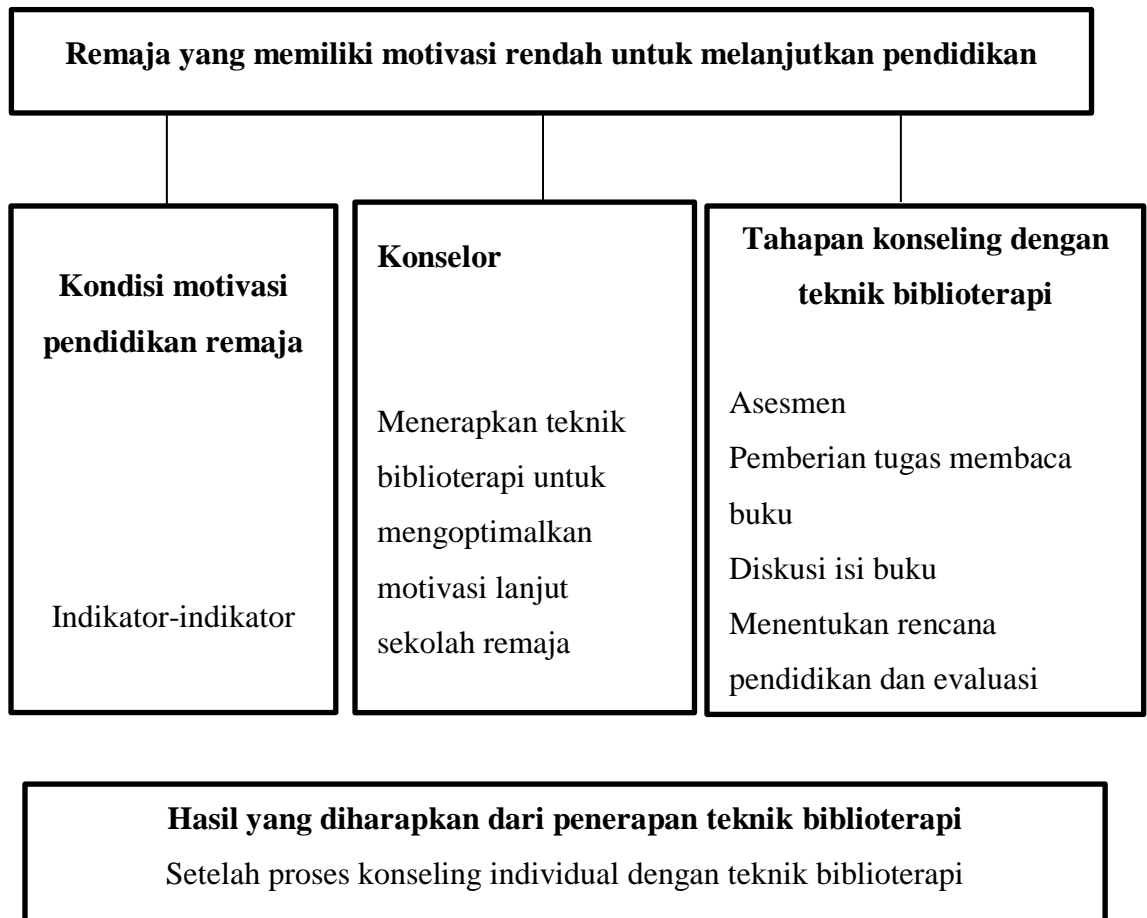 Remaja yang memiliki motivasi rendah untuk melanjutkan pendidikan
Kondisi motivasi
pendidikan remaja
Indikator-indikator
Konselor
Menerapkan teknik
biblioterapi untuk
mengoptimalkan
motivasi lanjut
sekolah remaja
Tahapan konseling dengan
teknik biblioterapi
Asesmen
Pemberian tugas membaca
buku
Diskusi isi buku
Menentukan rencana
pendidikan dan evaluasi
Hasil yang diharapkan dari penerapan teknik biblioterapi
Setelah proses konseling individual dengan teknik biblioterapi